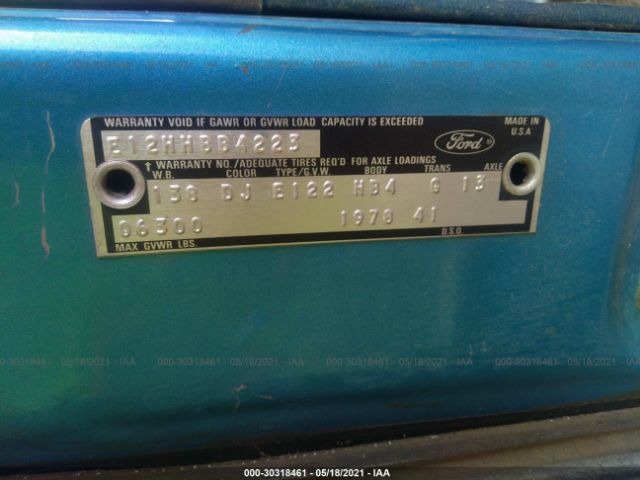 WARRANTY VOID IF GAWR OR GVWR LOAD CAPACITY IS EXCEEDED
MADE IN U.S.A
E12HHBB4223
Ford
↑ WARRANTY NO./ADEQUATE TIRES REQ'D FOR AXLE LOADINGS
W.B. COLOR TYPE/G.V.W. BODY TRANS AXLE
138 DJ E122 HB4 G 13
06300 1978 41
MAX GVWR LBS. D.S.O.
000-30318461 - 05/18/2021 - IAA